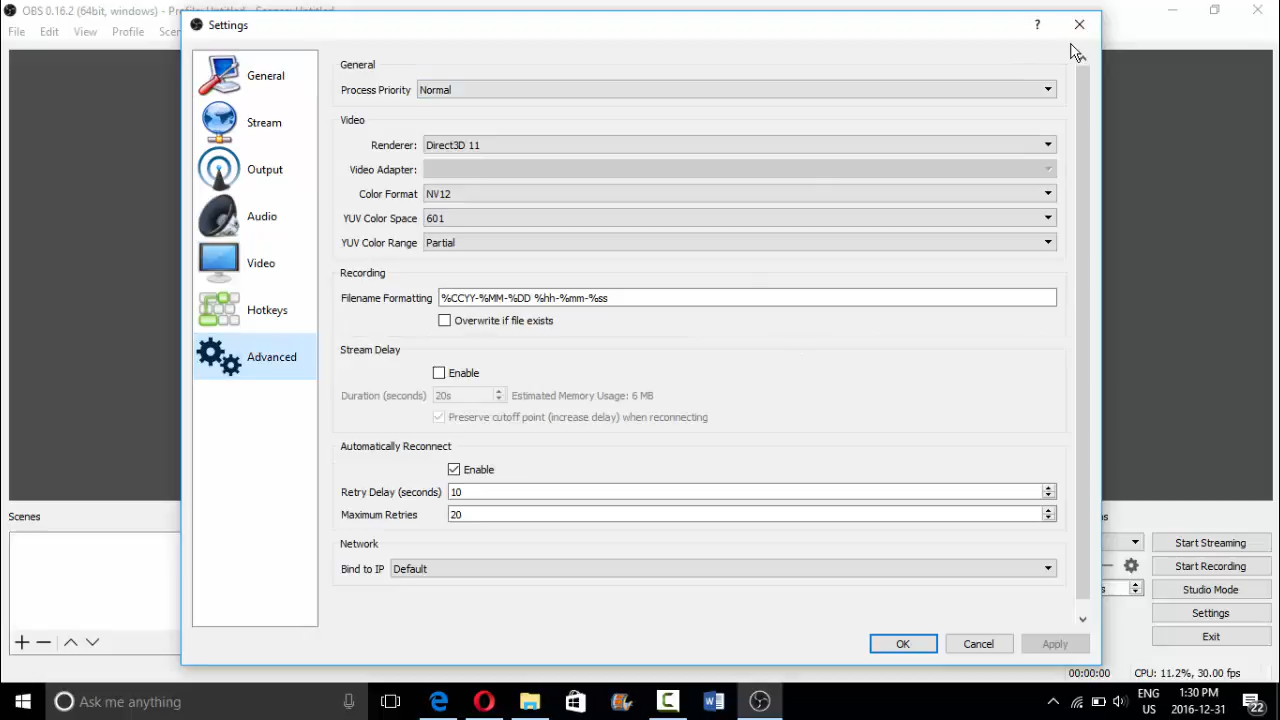 OBS 0.16.2 (64bit, windows) - Profile: Untitled - Scenes: Untitled
File Edit View Profile
Settings
?
General
Stream
Output
Audio
Video
Hotkeys
Advanced
General
Process Priority Normal
Video
Renderer: Direct3D 11
Video Adapter:
Color Format NV12
YUV Color Space 601
YUV Color Range Partial
Recording
Filename Formatting %CCYY-%MM-%DD %hh-%mm-%ss
Overwrite if file exists
Stream Delay
Enable
Duration (seconds) 20s Estimated Memory Usage: 6 MB
Preserve cutoff point (increase delay) when reconnecting
Automatically Reconnect
Enable
Retry Delay (seconds) 10
Maximum Retries 20
Network
Bind to IP Default
OK Cancel Apply
Scenes
Start Streaming
Start Recording
Studio Mode
Settings
Exit
00:00:00 CPU: 11.2%, 30.00 fps
Ask me anything
ENG
US
1:30 PM
2016-12-31
22